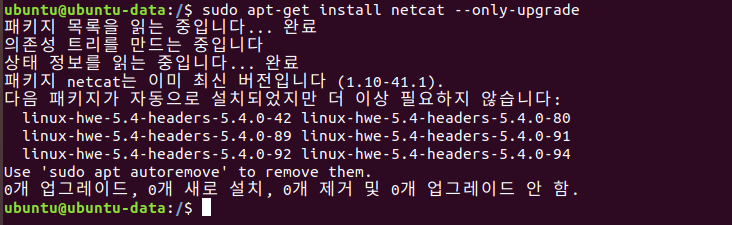 ubuntu@ubuntu-data:/$ sudo apt-get install netcat --only-upgrade
패키지 목록을 읽는 중입니다... 완료
의존성 트리를 만드는 중입니다
상태 정보를 읽는 중입니다... 완료
패키지 netcat는 이미 최신 버전입니다 (1.10-41.1).
다음 패키지가 자동으로 설치되었지만 더 이상 필요하지 않습니다:
  linux-hwe-5.4-headers-5.4.0-42 linux-hwe-5.4-headers-5.4.0-80
  linux-hwe-5.4-headers-5.4.0-89 linux-hwe-5.4-headers-5.4.0-91
  linux-hwe-5.4-headers-5.4.0-92 linux-hwe-5.4-headers-5.4.0-94
Use 'sudo apt autoremove' to remove them.
0개 업그레이드, 0개 새로 설치, 0개 제거 및 0개 업그레이드 안 함.
ubuntu@ubuntu-data:/$